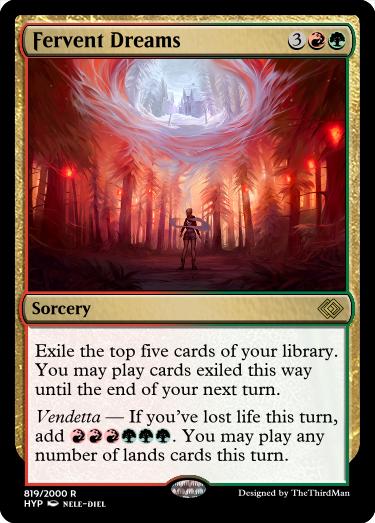 Fervent Dreams 3
Sorcery
Exile the top five cards of your library.
You may play cards exiled this way
until the end of your next turn.
Vendetta — If you've lost life this turn,
add. You may play any
number of lands cards this turn.
819/2000 R
HYP NELE-DIEL
Designed by TheThirdMan